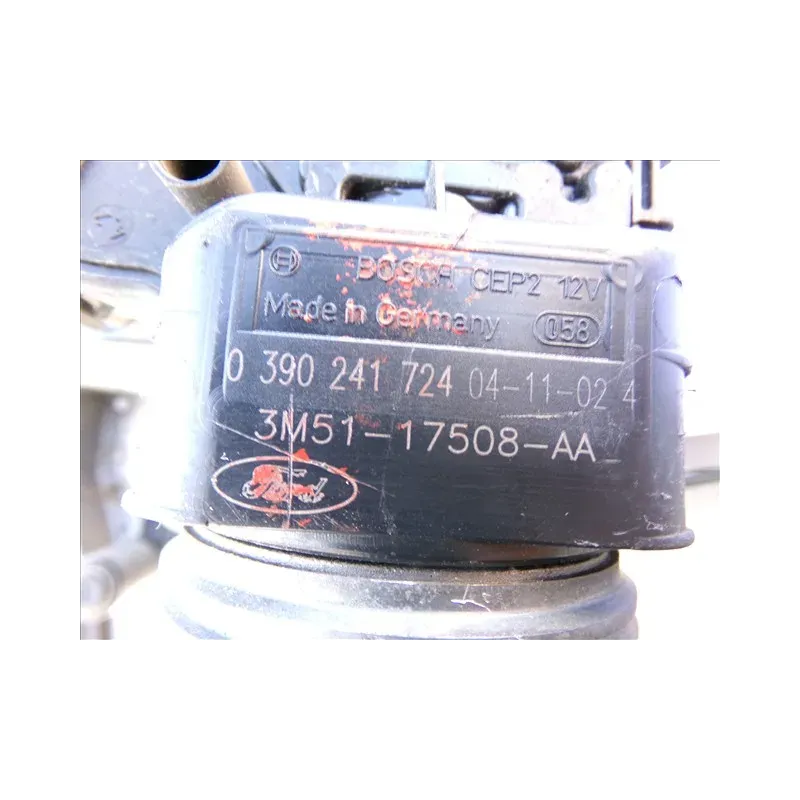 BOSCH CEP2 12V
Made in Germany 058
0 390 241 724 04-11-02 4
3M51-17508-AA
Ford